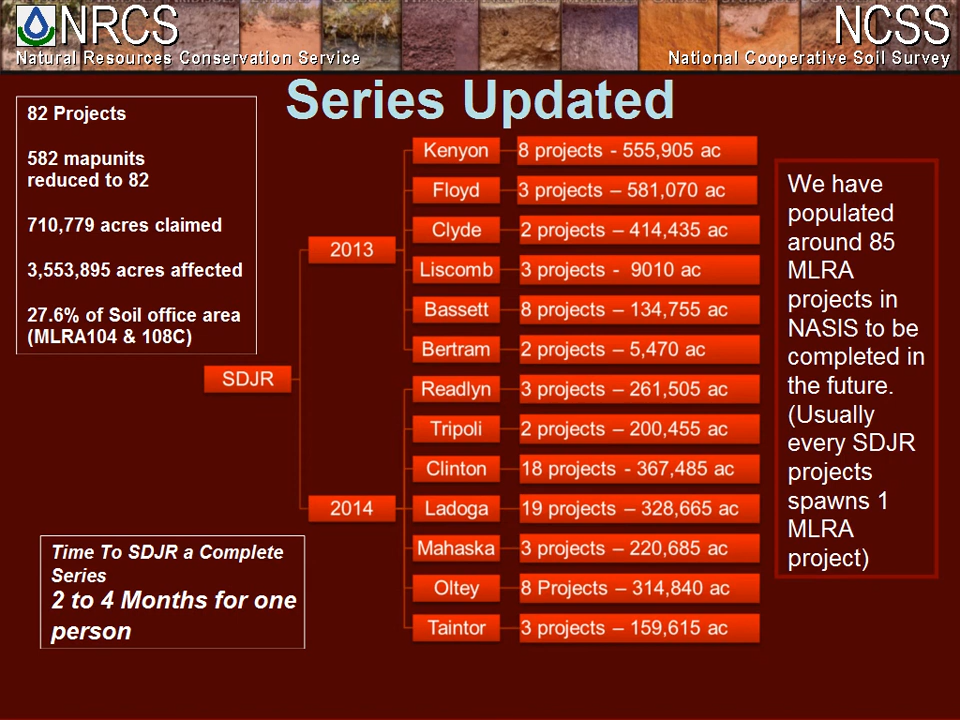 NRCS
Natural Resources Conservation Service
NCSS
National Cooperative Soil Survey
Series Updated
82 Projects
582 mapunits
reduced to 82
710,779 acres claimed
3,553,895 acres affected
27.6% of Soil office area
(MLRA104 & 108C)
SDJR
2013
Kenyon
8 projects - 555,905 ac
Floyd
3 projects – 581,070 ac
Clyde
2 projects – 414,435 ac
Liscomb
3 projects - 9010 ac
Bassett
8 projects – 134,755 ac
Bertram
2 projects – 5,470 ac
2014
Readlyn
3 projects – 261,505 ac
Tripoli
2 projects – 200,455 ac
Clinton
18 projects - 367,485 ac
Ladoga
19 projects – 328,665 ac
Mahaska
3 projects – 220,685 ac
Oltey
8 Projects – 314,840 ac
Taintor
3 projects – 159,615 ac
We have
populated
around 85
MLRA
projects in
NASIS to be
completed in
the future.
(Usually
every SDJR
projects
spawns 1
MLRA
project)
Time To SDJR a Complete
Series
2 to 4 Months for one
person